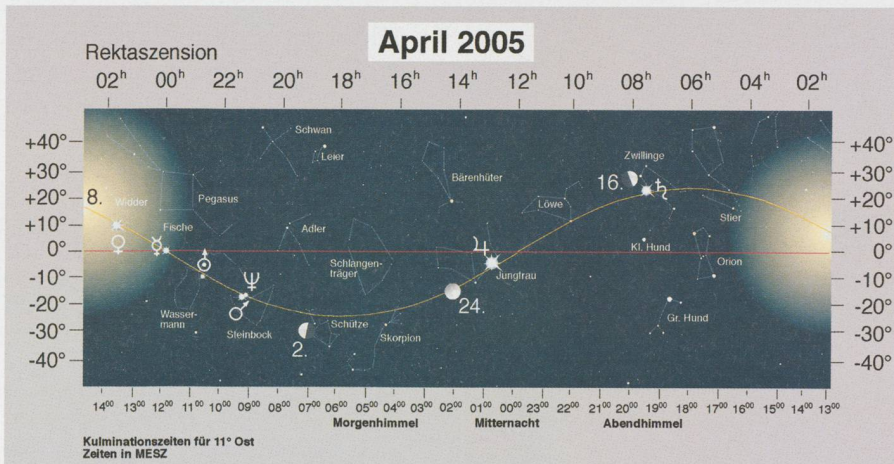 April 2005
Rektaszension
02h 00h 22h 20h 18h 16h 14h 12h 10h 08h 06h 04h 02h
+40° +40°
+30° +30°
+20° +20°
+10° +10°
0° 0°
-10° -10°
-20° -20°
-30° -30°
-40° -40°
Schwan
Leier
Zwillinge
Bärenhüter
16.
8.
Widder
Pegasus
Löwe
Stier
Fische
Adler
Kl. Hund
Schlangen-
träger
Jungfrau
Orion
Wasser-
mann
Steinbock
2.
Schütze
Skorpion
24.
Gr. Hund
14⁰⁰ 13⁰⁰ 12⁰⁰ 11⁰⁰ 10⁰⁰ 09⁰⁰ 08⁰⁰ 07⁰⁰ 06⁰⁰ 05⁰⁰ 04⁰⁰ 03⁰⁰ 02⁰⁰ 01⁰⁰ 00⁰⁰ 23⁰⁰ 22⁰⁰ 21⁰⁰ 20⁰⁰ 19⁰⁰ 18⁰⁰ 17⁰⁰ 16⁰⁰ 15⁰⁰ 14⁰⁰ 13⁰⁰
Morgenhimmel Mitternacht Abendhimmel
Kulminationszeiten für 11° Ost
Zeiten in MESZ